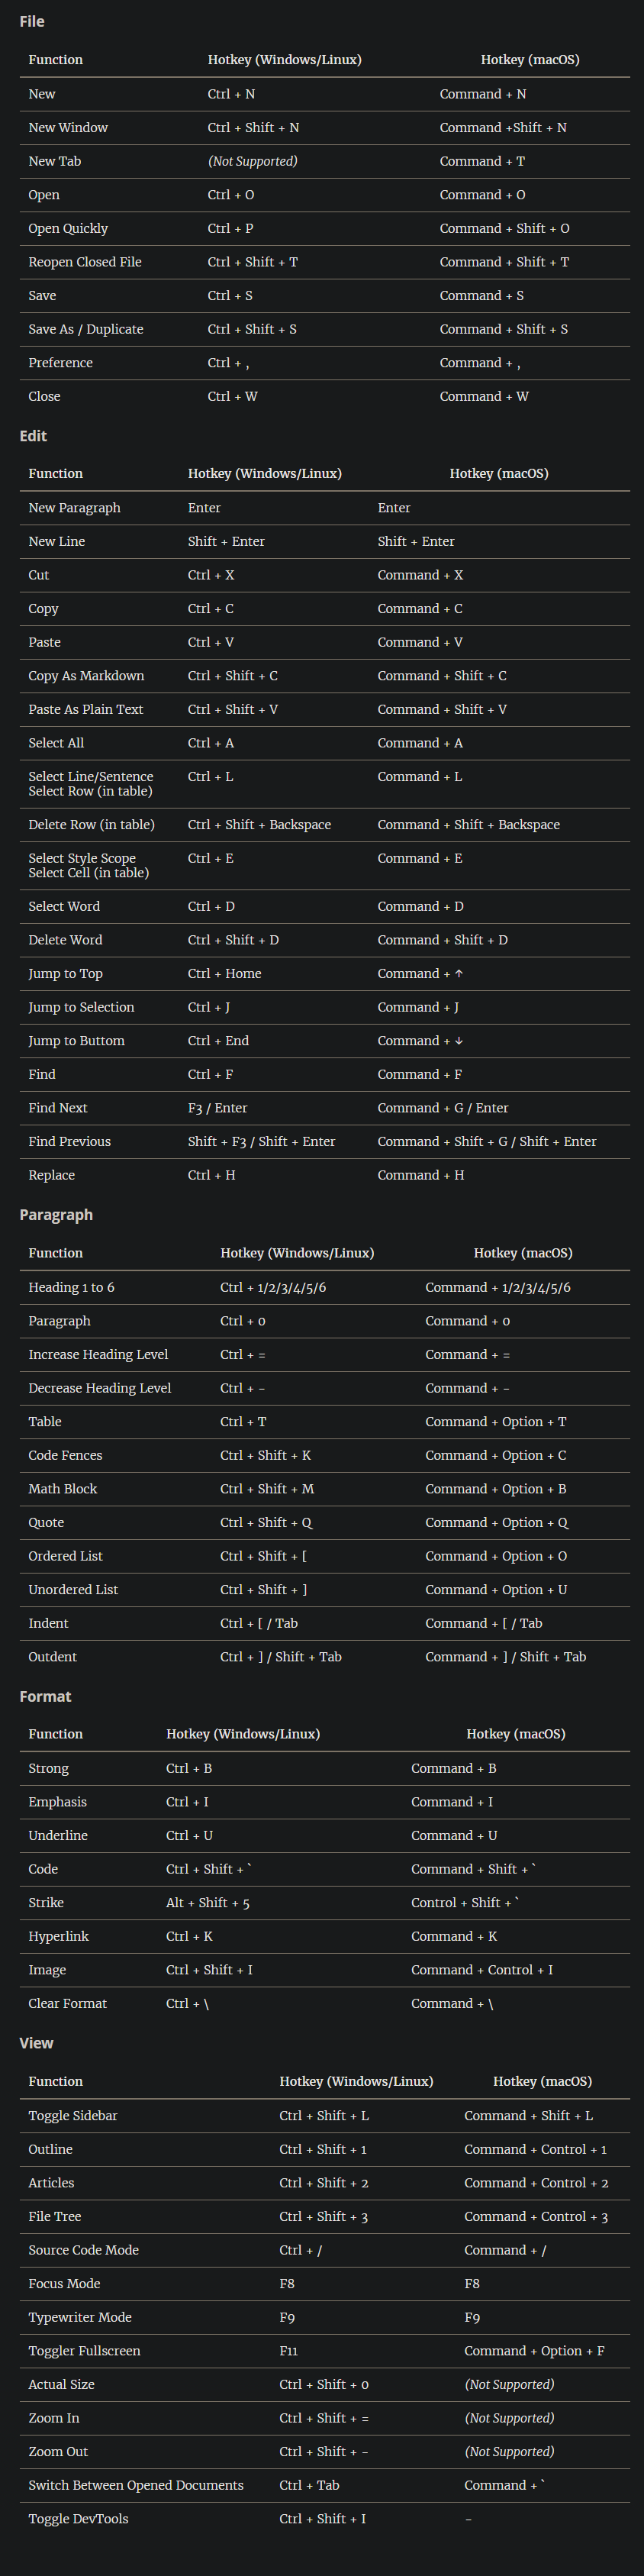 File
Function Hotkey (Windows/Linux) Hotkey (macOS)
New Ctrl + N Command + N
New Window Ctrl + Shift + N Command +Shift + N
New Tab (Not Supported) Command + T
Open Ctrl + O Command + O
Open Quickly Ctrl + P Command + Shift + O
Reopen Closed File Ctrl + Shift + T Command + Shift + T
Save Ctrl + S Command + S
Save As / Duplicate Ctrl + Shift + S Command + Shift + S
Preference Ctrl + , Command + ,
Close Ctrl + W Command + W
Edit
Function Hotkey (Windows/Linux) Hotkey (macOS)
New Paragraph Enter Enter
New Line Shift + Enter Shift + Enter
Cut Ctrl + X Command + X
Copy Ctrl + C Command + C
Paste Ctrl + V Command + V
Copy As Markdown Ctrl + Shift + C Command + Shift + C
Paste As Plain Text Ctrl + Shift + V Command + Shift + V
Select All Ctrl + A Command + A
Select Line/Sentence Ctrl + L Command + L
Select Row (in table)
Delete Row (in table) Ctrl + Shift + Backspace Command + Shift + Backspace
Select Style Scope Ctrl + E Command + E
Select Cell (in table)
Select Word Ctrl + D Command + D
Delete Word Ctrl + Shift + D Command + Shift + D
Jump to Top Ctrl + Home Command + ↑
Jump to Selection Ctrl + J Command + J
Jump to Buttom Ctrl + End Command + ↓
Find Ctrl + F Command + F
Find Next F3 / Enter Command + G / Enter
Find Previous Shift + F3 / Shift + Enter Command + Shift + G / Shift + Enter
Replace Ctrl + H Command + H
Paragraph
Function Hotkey (Windows/Linux) Hotkey (macOS)
Heading 1 to 6 Ctrl + 1/2/3/4/5/6 Command + 1/2/3/4/5/6
Paragraph Ctrl + 0 Command + 0
Increase Heading Level Ctrl + = Command + =
Decrease Heading Level Ctrl + - Command + -
Table Ctrl + T Command + Option + T
Code Fences Ctrl + Shift + K Command + Option + C
Math Block Ctrl + Shift + M Command + Option + B
Quote Ctrl + Shift + Q Command + Option + Q
Ordered List Ctrl + Shift + [ Command + Option + O
Unordered List Ctrl + Shift + ] Command + Option + U
Indent Ctrl + [ / Tab Command + [ / Tab
Outdent Ctrl + ] / Shift + Tab Command + ] / Shift + Tab
Format
Function Hotkey (Windows/Linux) Hotkey (macOS)
Strong Ctrl + B Command + B
Emphasis Ctrl + I Command + I
Underline Ctrl + U Command + U
Code Ctrl + Shift + ` Command + Shift + `
Strike Alt + Shift + 5 Control + Shift + `
Hyperlink Ctrl + K Command + K
Image Ctrl + Shift + I Command + Control + I
Clear Format Ctrl + \ Command + \
View
Function Hotkey (Windows/Linux) Hotkey (macOS)
Toggle Sidebar Ctrl + Shift + L Command + Shift + L
Outline Ctrl + Shift + 1 Command + Control + 1
Articles Ctrl + Shift + 2 Command + Control + 2
File Tree Ctrl + Shift + 3 Command + Control + 3
Source Code Mode Ctrl + / Command + /
Focus Mode F8 F8
Typewriter Mode F9 F9
Toggler Fullscreen F11 Command + Option + F
Actual Size Ctrl + Shift + 0 (Not Supported)
Zoom In Ctrl + Shift + = (Not Supported)
Zoom Out Ctrl + Shift + - (Not Supported)
Switch Between Opened Documents Ctrl + Tab Command + `
Toggle DevTools Ctrl + Shift + I -